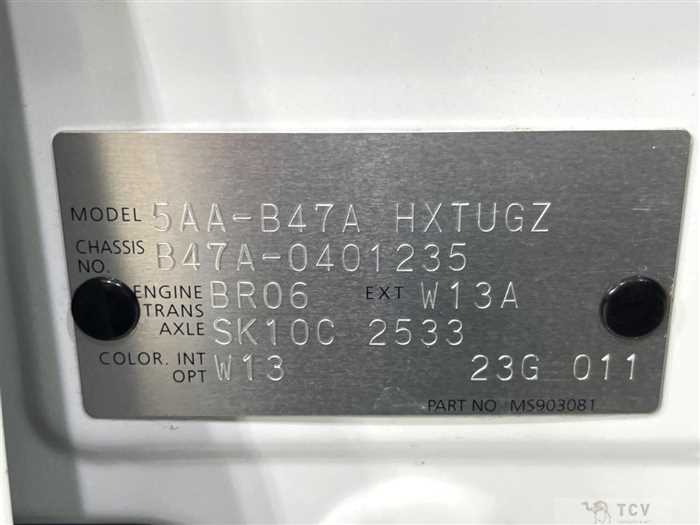 MODEL 5AA-B47A HXTUGZ
CHASSIS NO. B47A-0401235
ENGINE BR06 EXT W13A
TRANS AXLE SK10C 2533
COLOR. INT W13
OPT 23G 011
PART NO MS903081
TCV